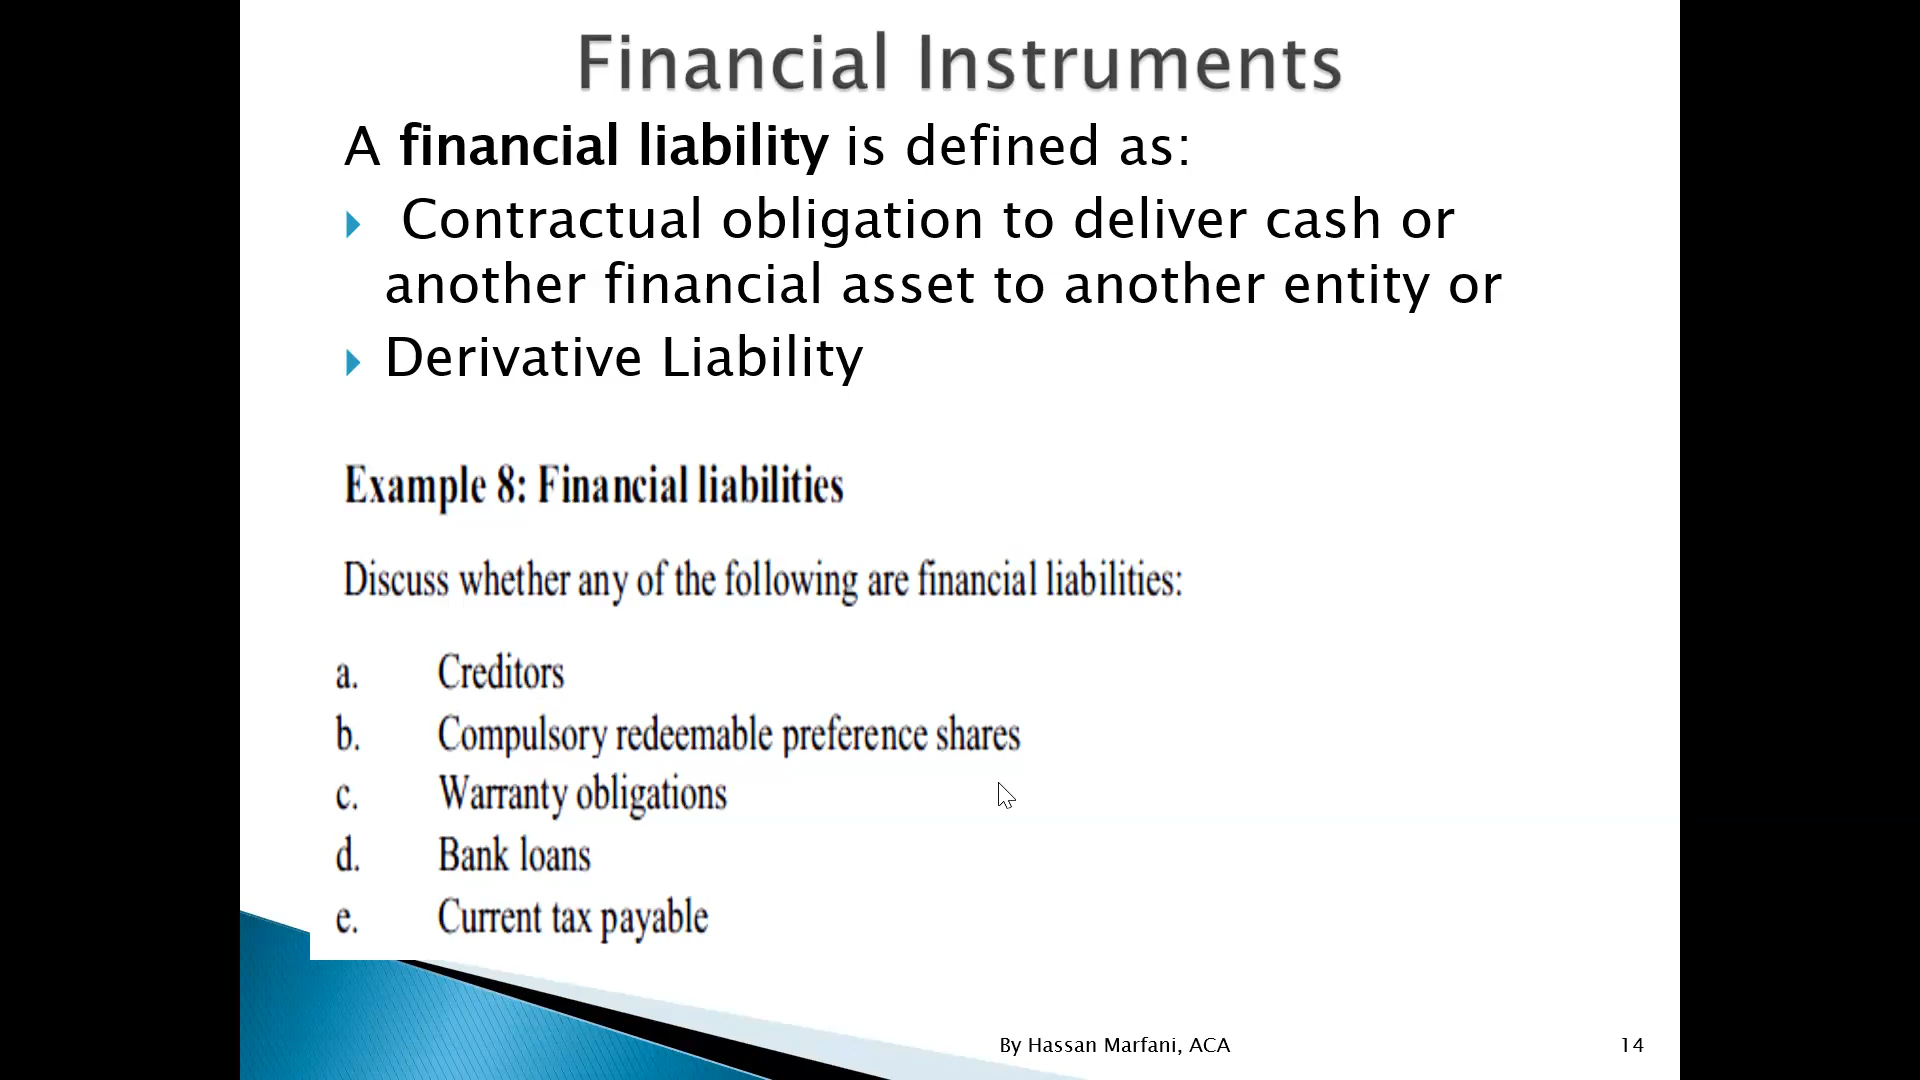 Financial Instruments
A financial liability is defined as:
Contractual obligation to deliver cash or
another financial asset to another entity or
Derivative Liability
Example 8: Financial liabilities
Discuss whether any of the following are financial liabilities:
a. Creditors
b. Compulsory redeemable preference shares
c. Warranty obligations
d. Bank loans
e. Current tax payable
By Hassan Marfani, ACA 14